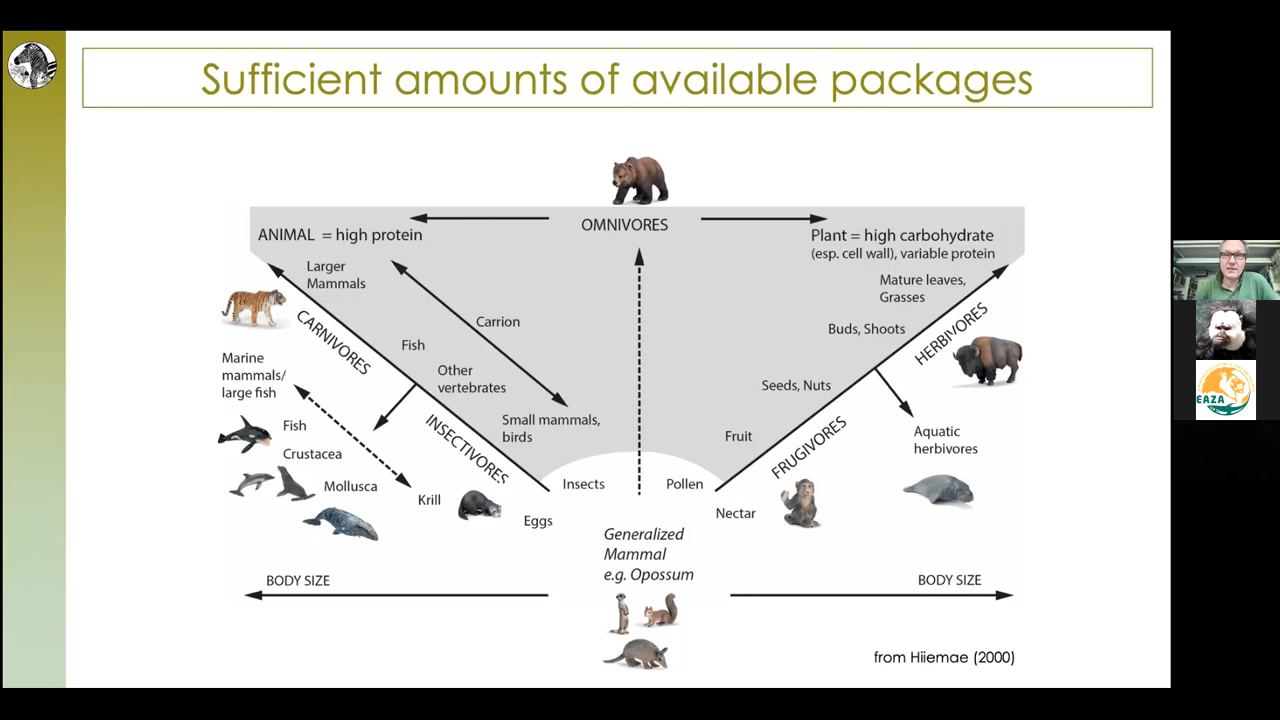 Sufficient amounts of available packages
OMNIVORES
ANIMAL = high protein
Plant = high carbohydrate
(esp. cell wall), variable protein
Larger
Mammals
Mature leaves,
Grasses
Carrion
CARNIVORES
Fish
Buds, Shoots
HERBIVORES
Marine
mammals/
large fish
Other
vertebrates
Seeds, Nuts
Small mammals,
birds
Fish
Crustacea
Mollusca
Krill
INSECTIVORES
Fruit
FRUGIVORES
Aquatic
herbivores
Insects
Pollen
Eggs
Nectar
Generalized
Mammal
e.g. Opossum
BODY SIZE
BODY SIZE
from Hiiemae (2000)
EAZA